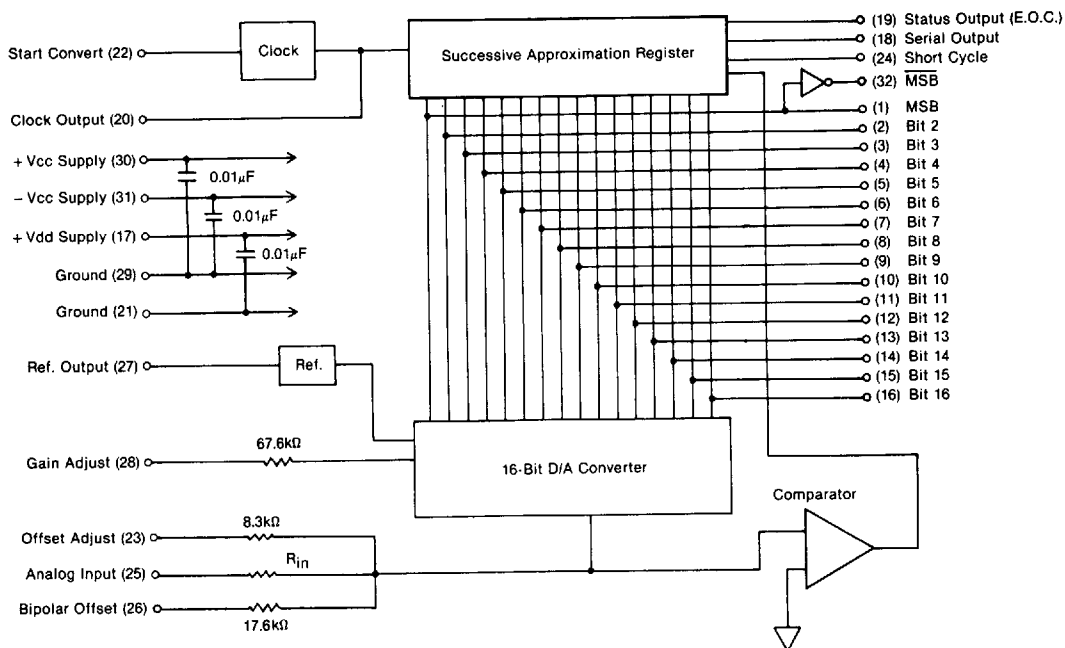 Start Convert (22)
Clock
Clock Output (20)
+ Vcc Supply (30)
0.01μF
− Vcc Supply (31)
0.01μF
+ Vdd Supply (17)
0.01μF
Ground (29)
Ground (21)
Ref. Output (27)
Ref.
Gain Adjust (28)
67.6kΩ
Offset Adjust (23)
8.3kΩ
Analog Input (25)
Rin
Bipolar Offset (26)
17.6kΩ
Successive Approximation Register
16-Bit D/A Converter
Comparator
(19) Status Output (E.O.C.)
(18) Serial Output
(24) Short Cycle
(32) M̅S̅B̅
(1) MSB
(2) Bit 2
(3) Bit 3
(4) Bit 4
(5) Bit 5
(6) Bit 6
(7) Bit 7
(8) Bit 8
(9) Bit 9
(10) Bit 10
(11) Bit 11
(12) Bit 12
(13) Bit 13
(14) Bit 14
(15) Bit 15
(16) Bit 16